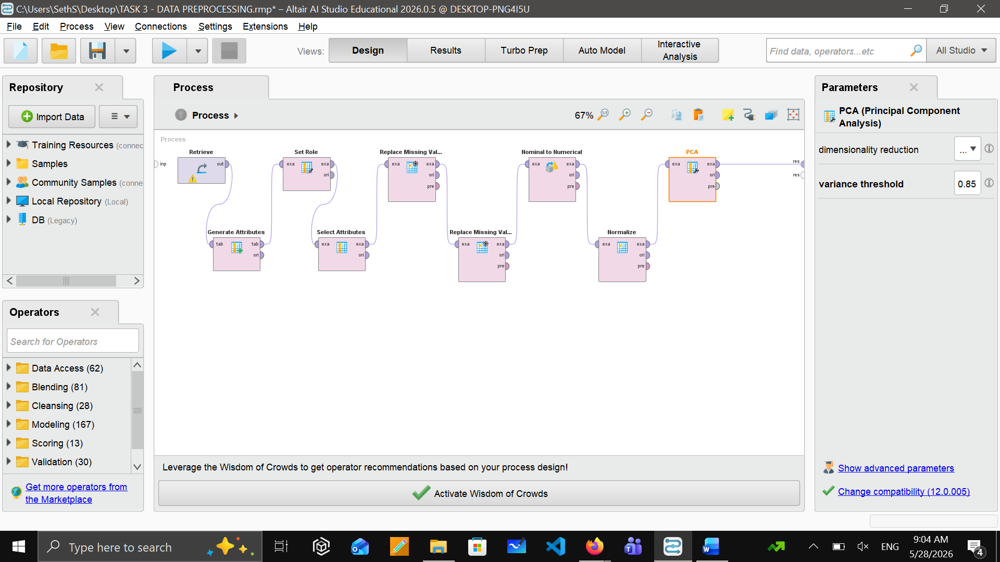 C:\Users\SethS\Desktop\TASK 3 - DATA PREPROCESSING.rmp* – Altair AI Studio Educational 2026.0.5 @ DESKTOP-PNG4I5U
File Edit Process View Connections Settings Extensions Help
Views: Design Results Turbo Prep Auto Model Interactive Analysis
Find data, operators...etc
All Studio
Repository
Import Data
Training Resources (connec
Samples
Community Samples (conne
Local Repository (Local)
DB (Legacy)
Operators
Search for Operators
Data Access (62)
Blending (81)
Cleansing (28)
Modeling (167)
Scoring (13)
Validation (30)
Get more operators from
the Marketplace
Process
Process
67%
Process
inp
Retrieve
out
Generate Attributes
tab tab
ori
Set Role
exa exa
ori
Select Attributes
exa exa
ori
Replace Missing Val...
exa exa
ori
pre
Replace Missing Val...
exa exa
ori
pre
Nominal to Numerical
exa exa
ori
pre
Normalize
exa exa
ori
pre
PCA
exa exa
ori
pre
res
res
Leverage the Wisdom of Crowds to get operator recommendations based on your process design!
Activate Wisdom of Crowds
Parameters
PCA (Principal Component
Analysis)
dimensionality reduction ...
variance threshold 0.85
Show advanced parameters
Change compatibility (12.0.005)
Type here to search
ENG
9:04 AM
5/28/2026
4